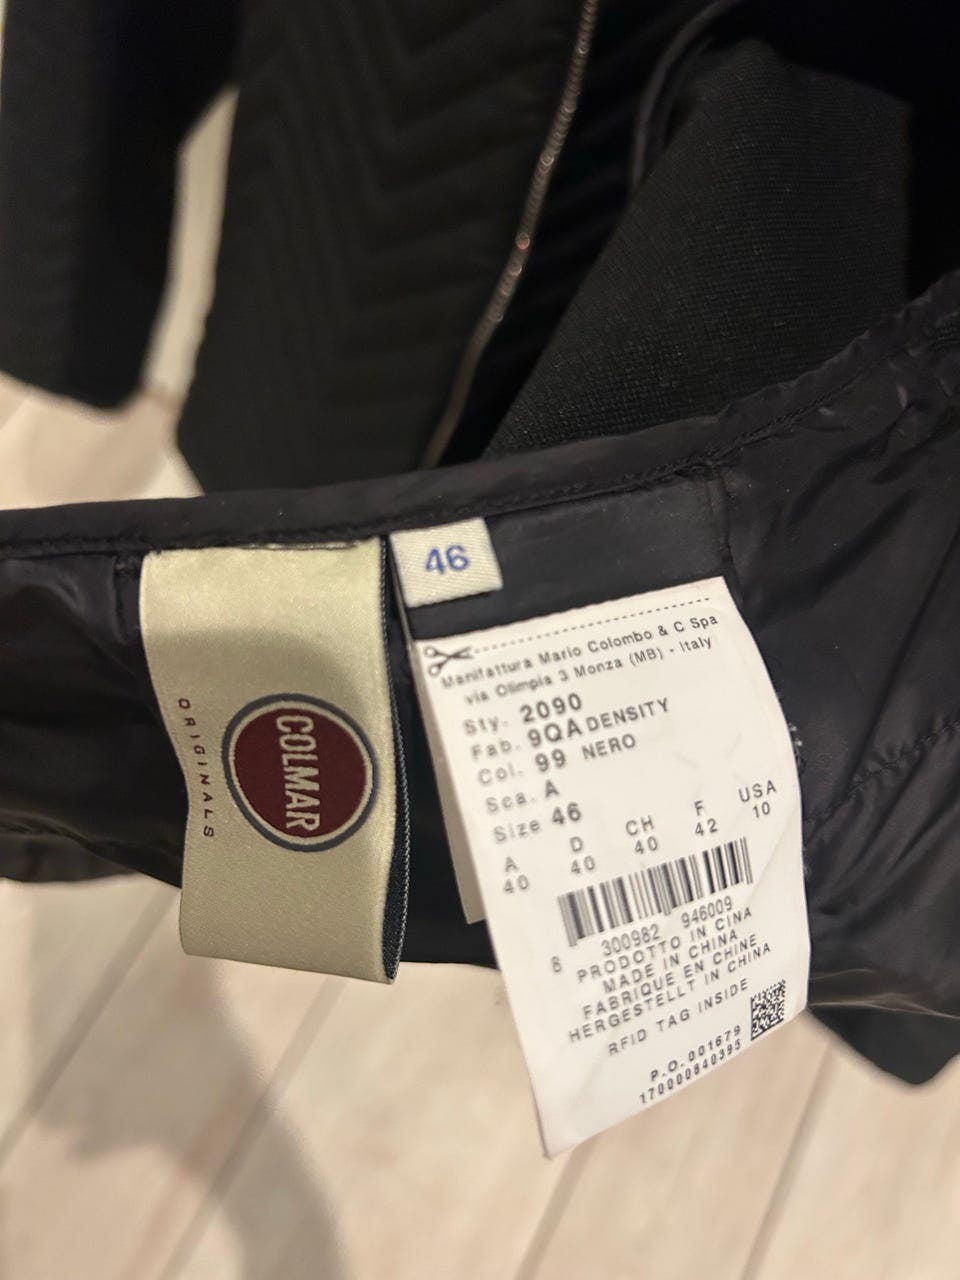 46
COLMAR
ORIGINALS
Manifattura Mario Colombo & C Spa
via Olimpia 3 Monza (MB) - Italy
Sty. 2090
Fab. 9QA DENSITY
Col. 99 NERO
Sca. A
Size 46
A D CH F USA
40 40 40 42 10
8 300982 946009
PRODOTTO IN CINA
MADE IN CHINA
FABRIQUE EN CHINE
HERGESTELLT IN CHINA
RFID TAG INSIDE
P.O. 001679
170000840395